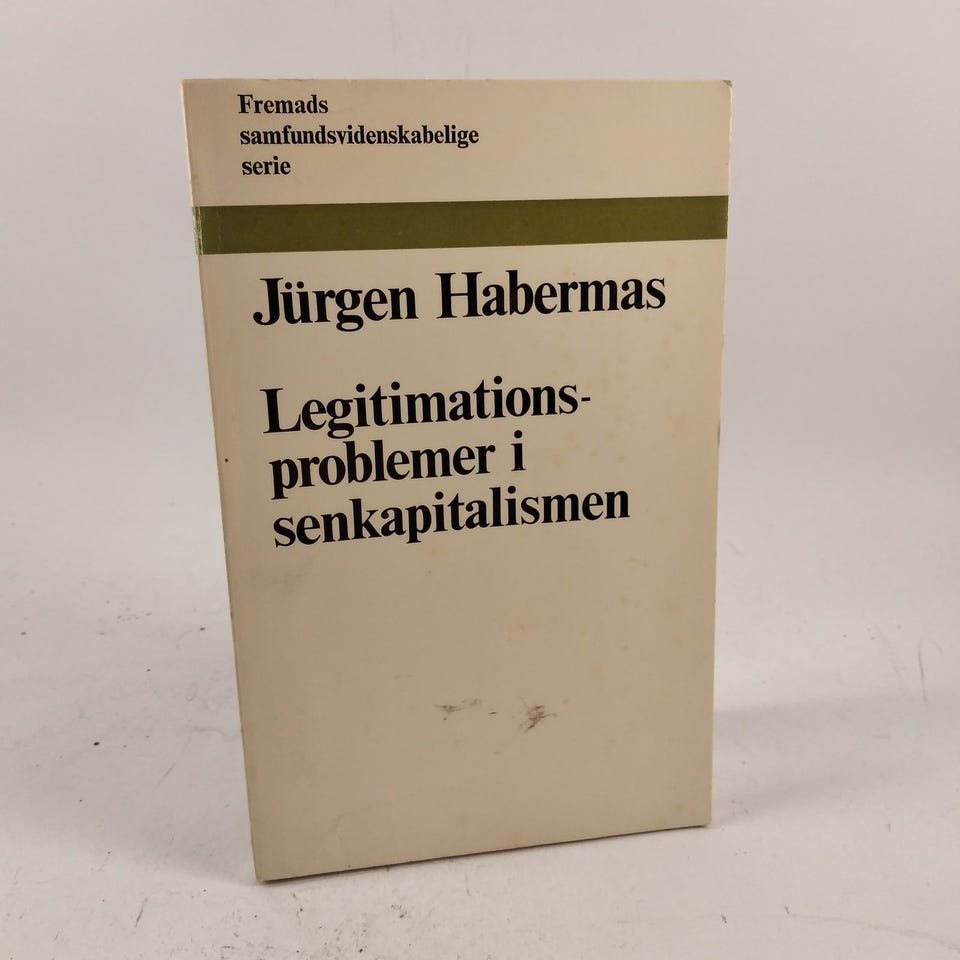 Fremads
samfundsvidenskabelige
serie
Jürgen Habermas
Legitimations-
problemer i
senkapitalismen